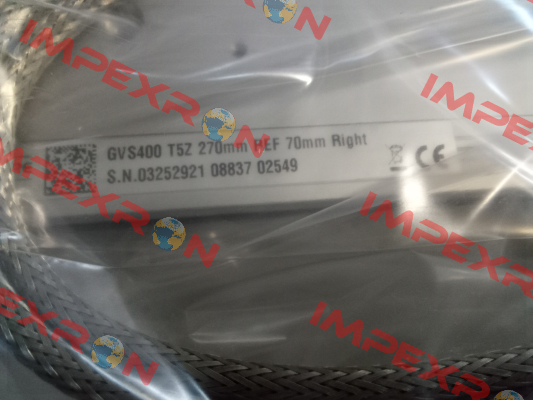 IMPEXRON
IMPEXRON
GVS400 T5Z 270mm REF 70mm Right
S.N.03252921 08837 02549
CE
IMPEXRON
IMPEXRON
IMPEXRON
IMPEXRON